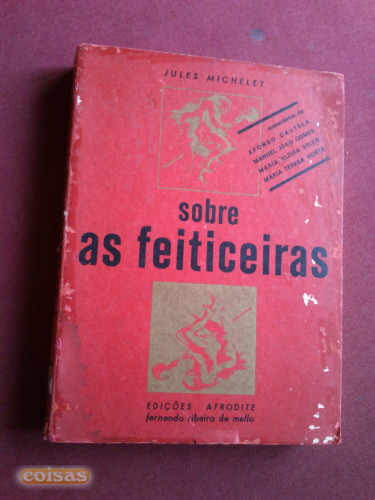 JULES MICHELET
comentários de
AFONSO CAUTELA
MANUEL JOÃO GOMES
MARIA ALZIRA SEIXO
MARIA TERESA HORTA
sobre
as feiticeiras
EDIÇÕES AFRODITE
fernando ribeiro de mello
coisas